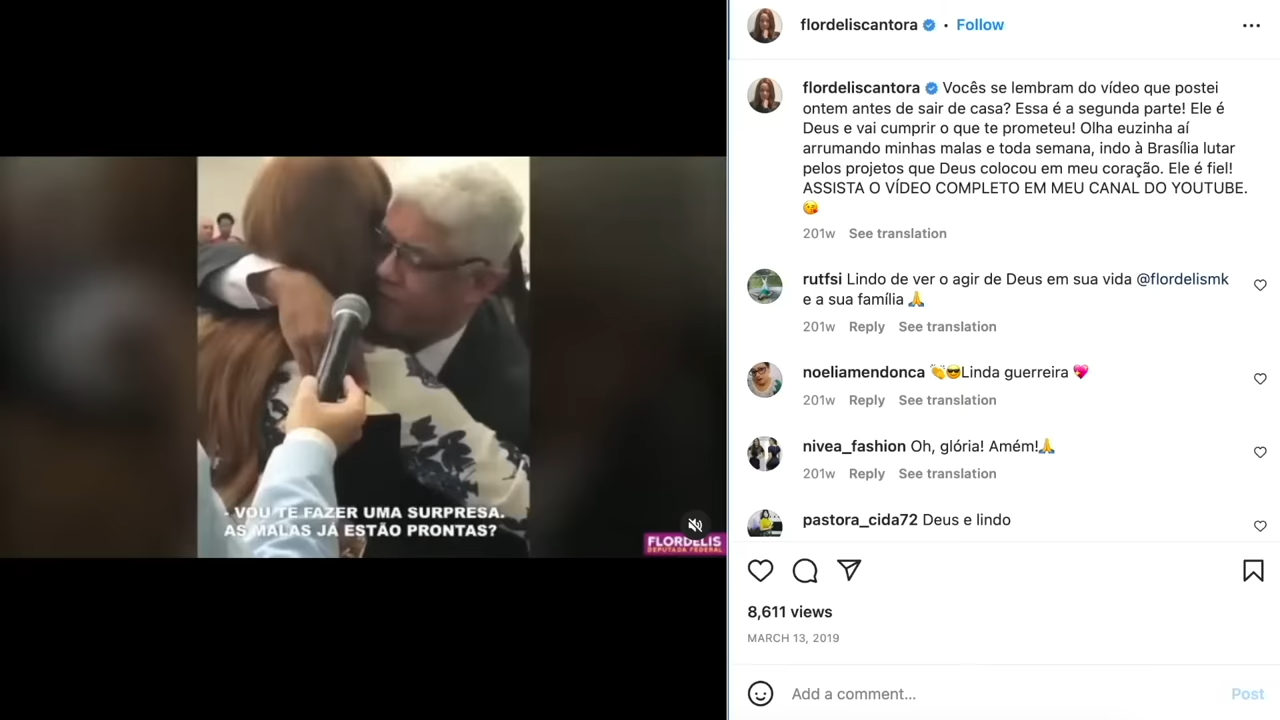 flordeliscantora • Follow
flordeliscantora Vocês se lembram do vídeo que postei
ontem antes de sair de casa? Essa é a segunda parte! Ele é
Deus e vai cumprir o que te prometeu! Olha euzinha aí
arrumando minhas malas e toda semana, indo à Brasília lutar
pelos projetos que Deus colocou em meu coração. Ele é fiel!
ASSISTA O VÍDEO COMPLETO EM MEU CANAL DO YOUTUBE.
😘
201w See translation
rutfsi Lindo de ver o agir de Deus em sua vida @flordelismk
e a sua família 🙏
201w Reply See translation
noeliamendonca 👏😎Linda guerreira 💖
201w Reply See translation
nivea_fashion Oh, glória! Amém!🙏
201w Reply See translation
pastora_cida72 Deus e lindo
8,611 views
MARCH 13, 2019
Add a comment...
Post
- VOU TE FAZER UMA SURPRESA.
AS MALAS JÁ ESTÃO PRONTAS?
FLORDELIS
DEPUTADA FEDERAL